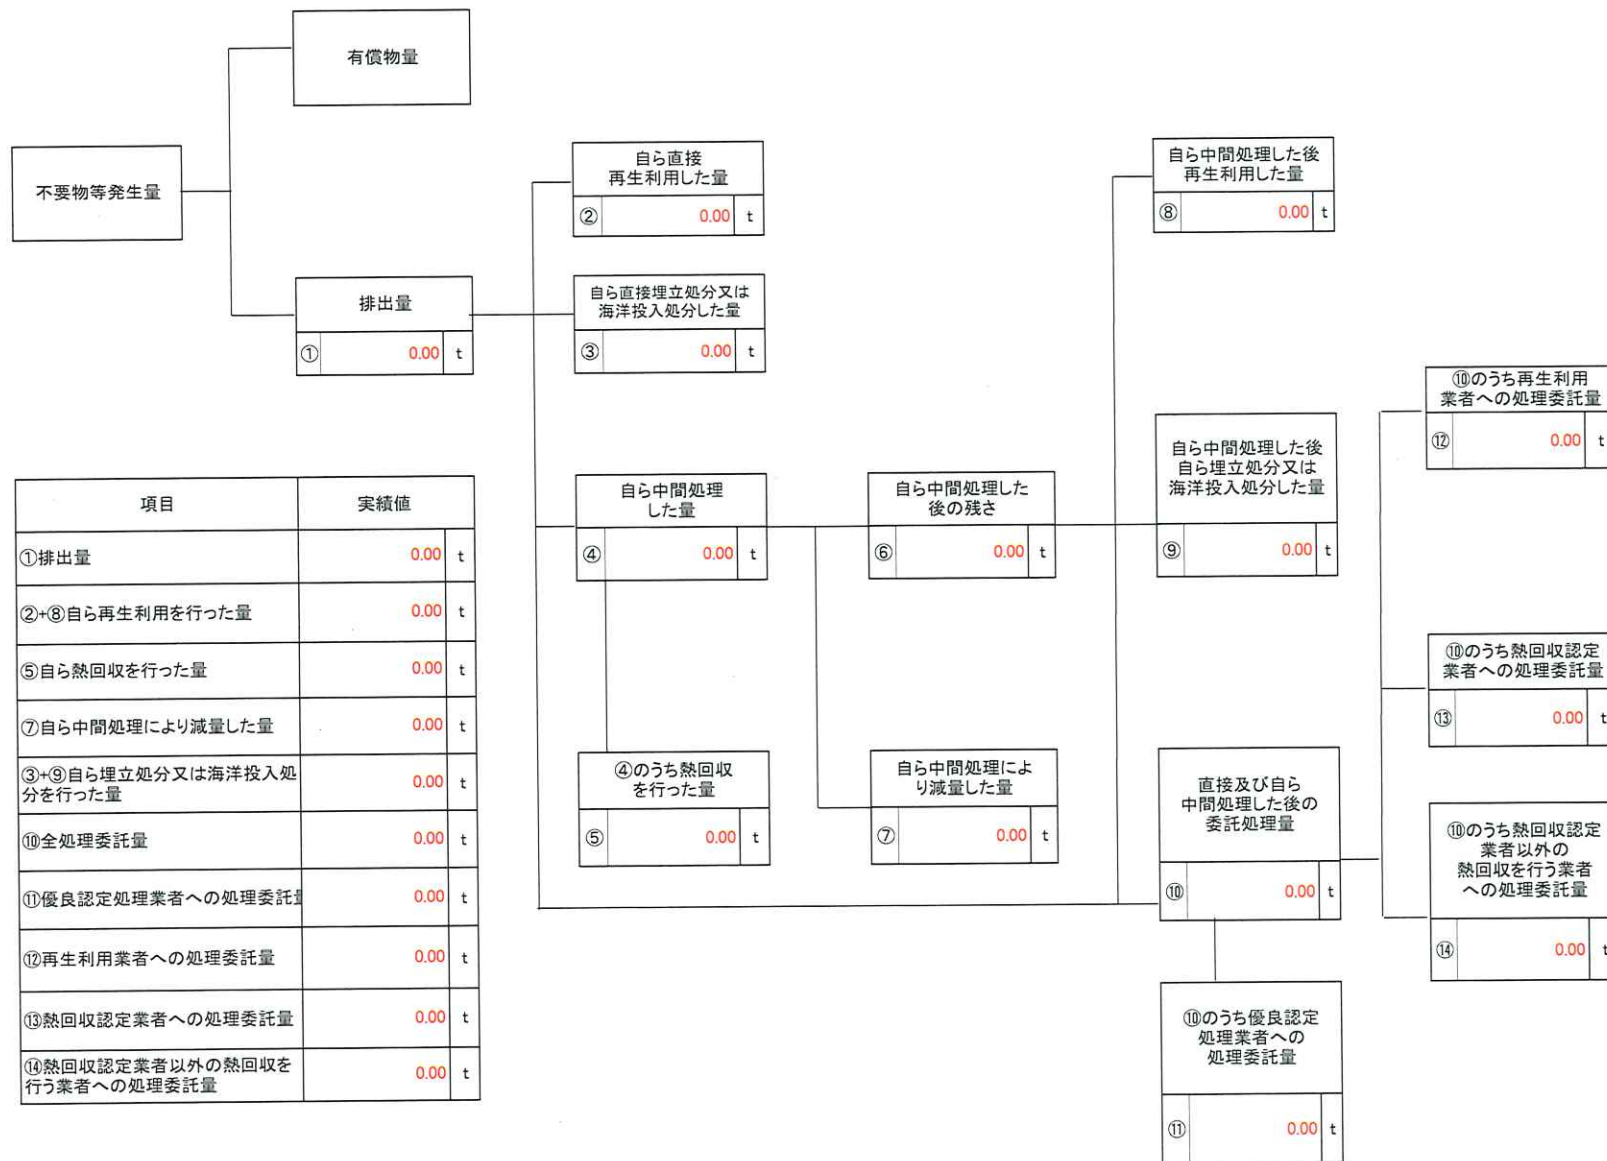 有償物量
不要物等発生量
排出量
① 0.00 t
自ら直接
再生利用した量
② 0.00 t
自ら直接埋立処分又は
海洋投入処分した量
③ 0.00 t
自ら中間処理
した量
④ 0.00 t
④のうち熱回収
を行った量
⑤ 0.00 t
自ら中間処理した
後の残さ
⑥ 0.00 t
自ら中間処理によ
り減量した量
⑦ 0.00 t
自ら中間処理した後
再生利用した量
⑧ 0.00 t
自ら中間処理した後
自ら埋立処分又は
海洋投入処分した量
⑨ 0.00 t
直接及び自ら
中間処理した後の
委託処理量
⑩ 0.00 t
⑩のうち優良認定
処理業者への
処理委託量
⑪ 0.00 t
⑩のうち再生利用
業者への処理委託量
⑫ 0.00 t
⑩のうち熱回収認定
業者への処理委託量
⑬ 0.00 t
⑩のうち熱回収認定
業者以外の
熱回収を行う業者
への処理委託量
⑭ 0.00 t
項目 実績値
①排出量 0.00 t
②+⑧自ら再生利用を行った量 0.00 t
⑤自ら熱回収を行った量 0.00 t
⑦自ら中間処理により減量した量 0.00 t
③+⑨自ら埋立処分又は海洋投入処
分を行った量 0.00 t
⑩全処理委託量 0.00 t
⑪優良認定処理業者への処理委託量 0.00 t
⑫再生利用業者への処理委託量 0.00 t
⑬熱回収認定業者への処理委託量 0.00 t
⑭熱回収認定業者以外の熱回収を
行う業者への処理委託量 0.00 t